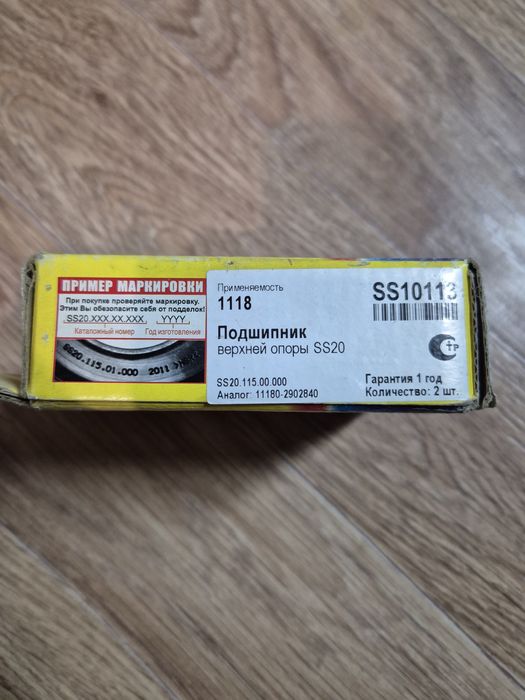 ПРИМЕР МАРКИРОВКИ
При покупке проверяйте маркировку.
Этим Вы обезопасите себя от подделок!
SS20.XXX.XX.XXX YYYY
Каталожный номер Год изготовления
SS20.115.01.000 2011
Применяемость
1118
SS10113
Подшипник
верхней опоры SS20
SS20.115.00.000
Аналог: 11180-2902840
Гарантия 1 год
Количество: 2 шт.